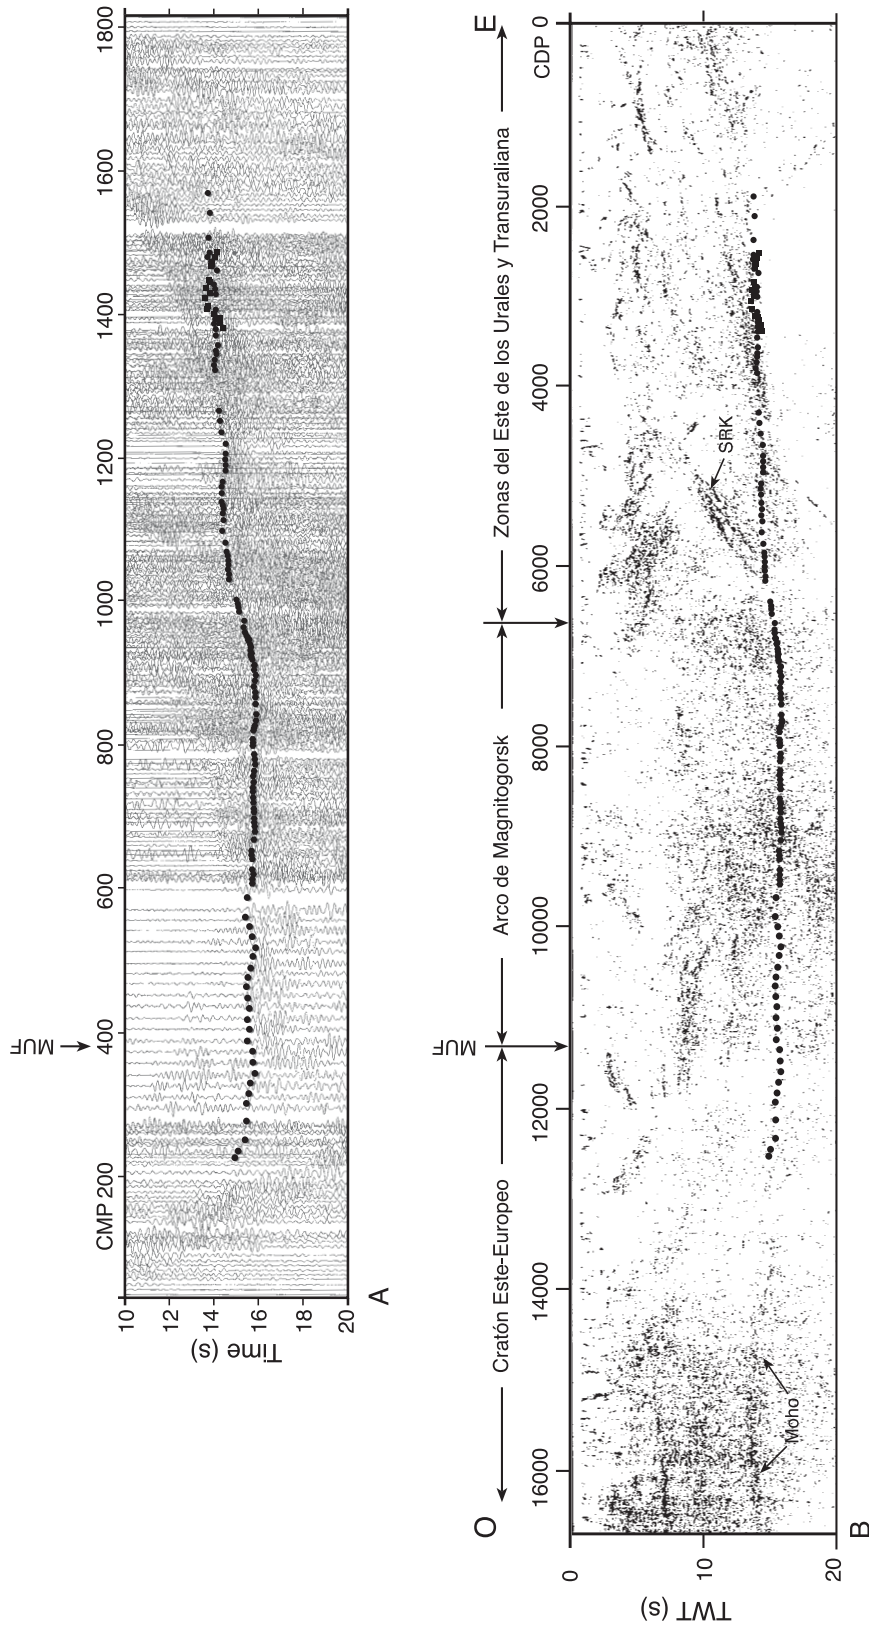 MUF
CMP 200 400 600 800 1000 1200 1400 1600 1800
10
12
14
16
18
20
Time (s)
A
O E
Cratón Este-Europeo MUF Arco de Magnitogorsk Zonas del Este de los Urales y Transuraliana
16000 14000 12000 10000 8000 6000 4000 2000 CDP 0
0
10
20
TWT (s)
SRK
Moho
B